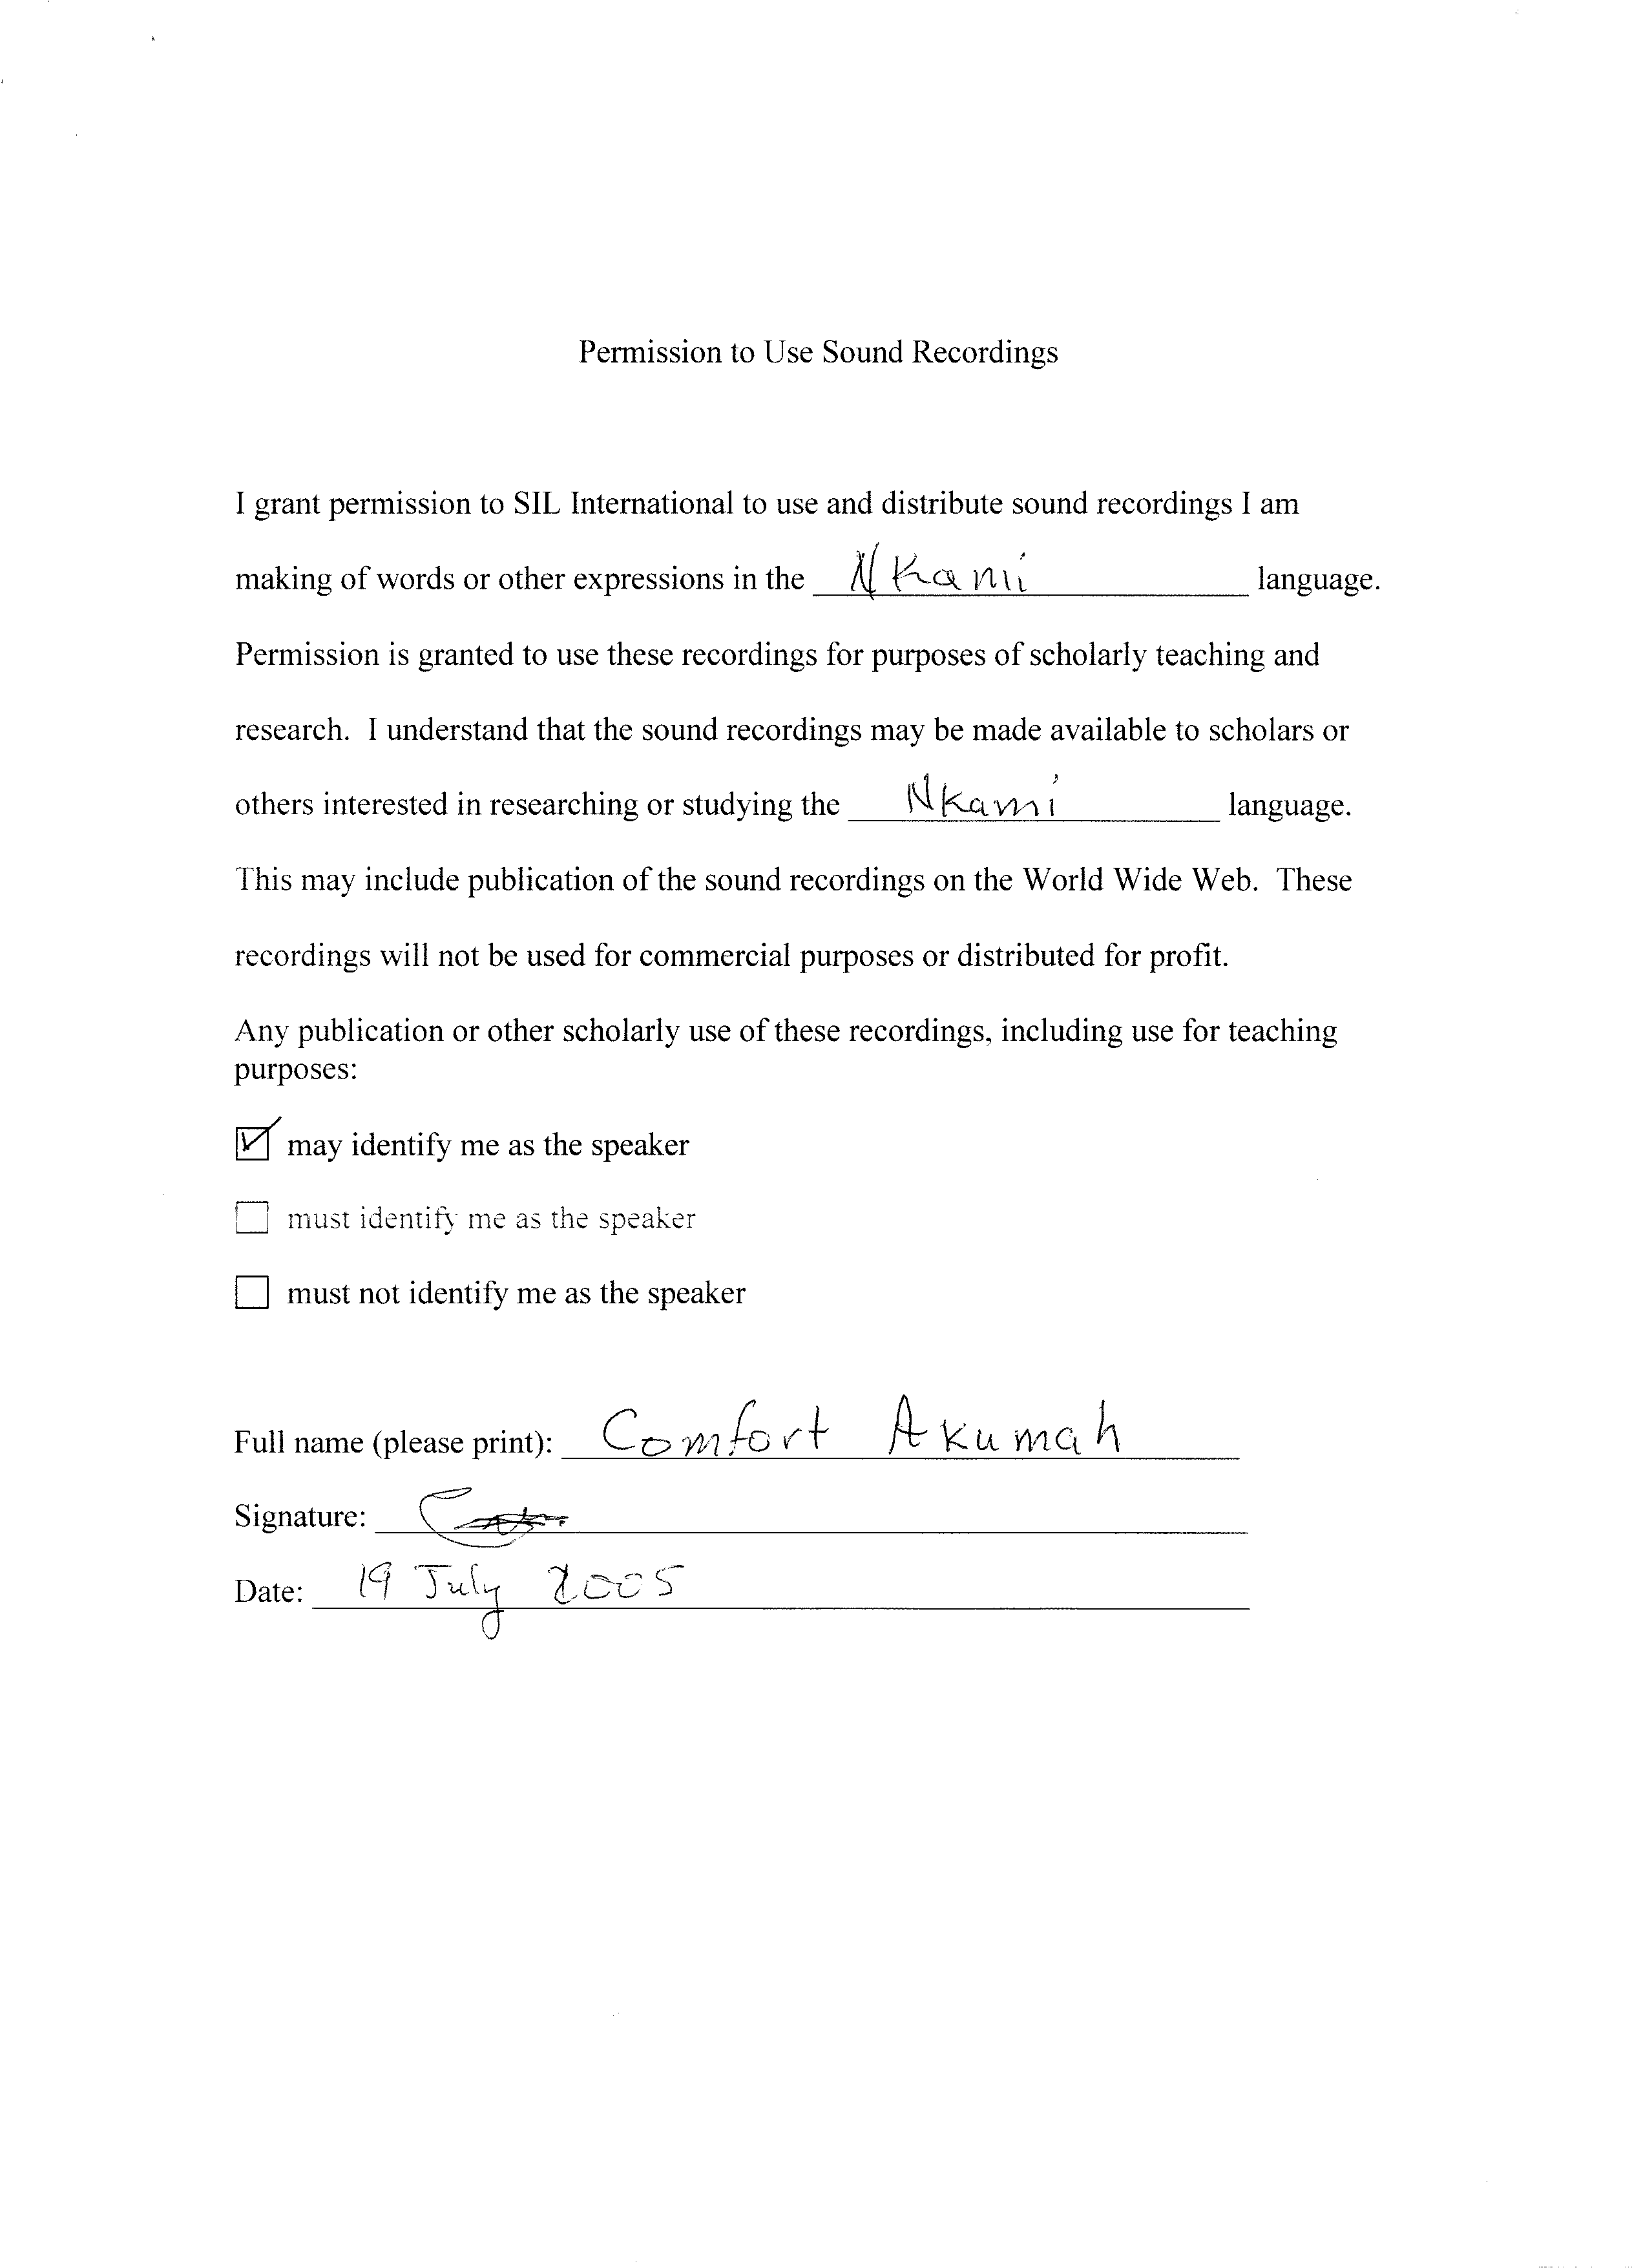 Permission to Use Sound Recordings
I grant permission to SIL International to use and distribute sound recordings I am
making of words or other expressions in the Nkami language.
Permission is granted to use these recordings for purposes of scholarly teaching and
research. I understand that the sound recordings may be made available to scholars or
others interested in researching or studying the Nkami language.
This may include publication of the sound recordings on the World Wide Web. These
recordings will not be used for commercial purposes or distributed for profit.
Any publication or other scholarly use of these recordings, including use for teaching
purposes:
☑ may identify me as the speaker
☐ must identify me as the speaker
☐ must not identify me as the speaker
Full name (please print): Comfort Akumah
Signature:
Date: 19 July 2005